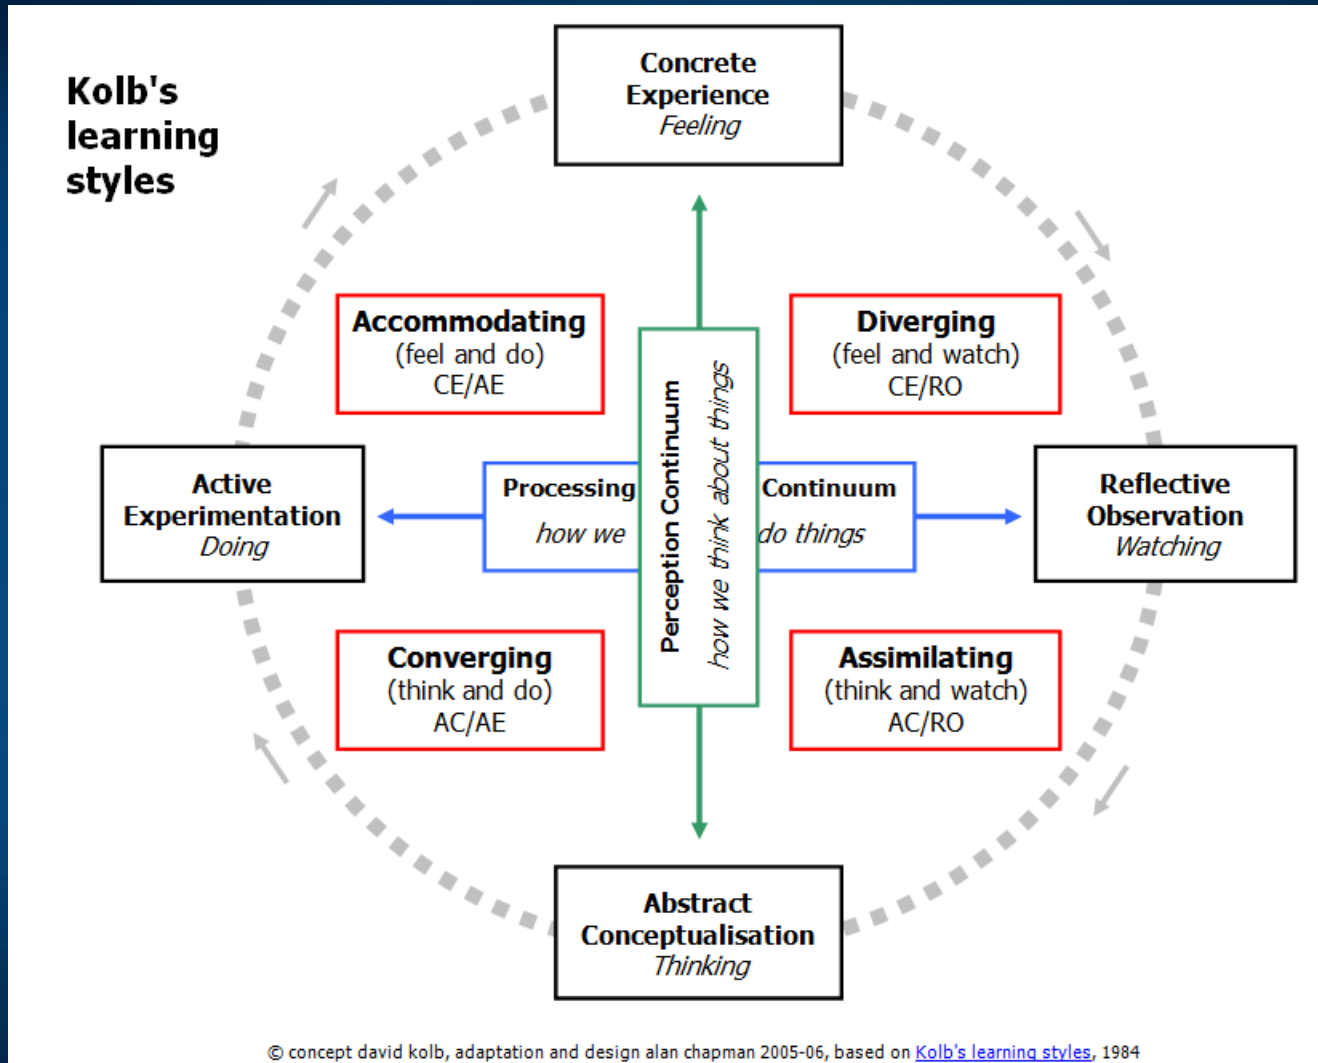 Kolb's
learning
styles
Concrete
Experience
Feeling
Accommodating
(feel and do)
CE/AE
Diverging
(feel and watch)
CE/RO
Active
Experimentation
Doing
Processing Continuum
how we do things
Perception Continuum
how we think about things
Reflective
Observation
Watching
Converging
(think and do)
AC/AE
Assimilating
(think and watch)
AC/RO
Abstract
Conceptualisation
Thinking
© concept david kolb, adaptation and design alan chapman 2005-06, based on Kolb's learning styles, 1984